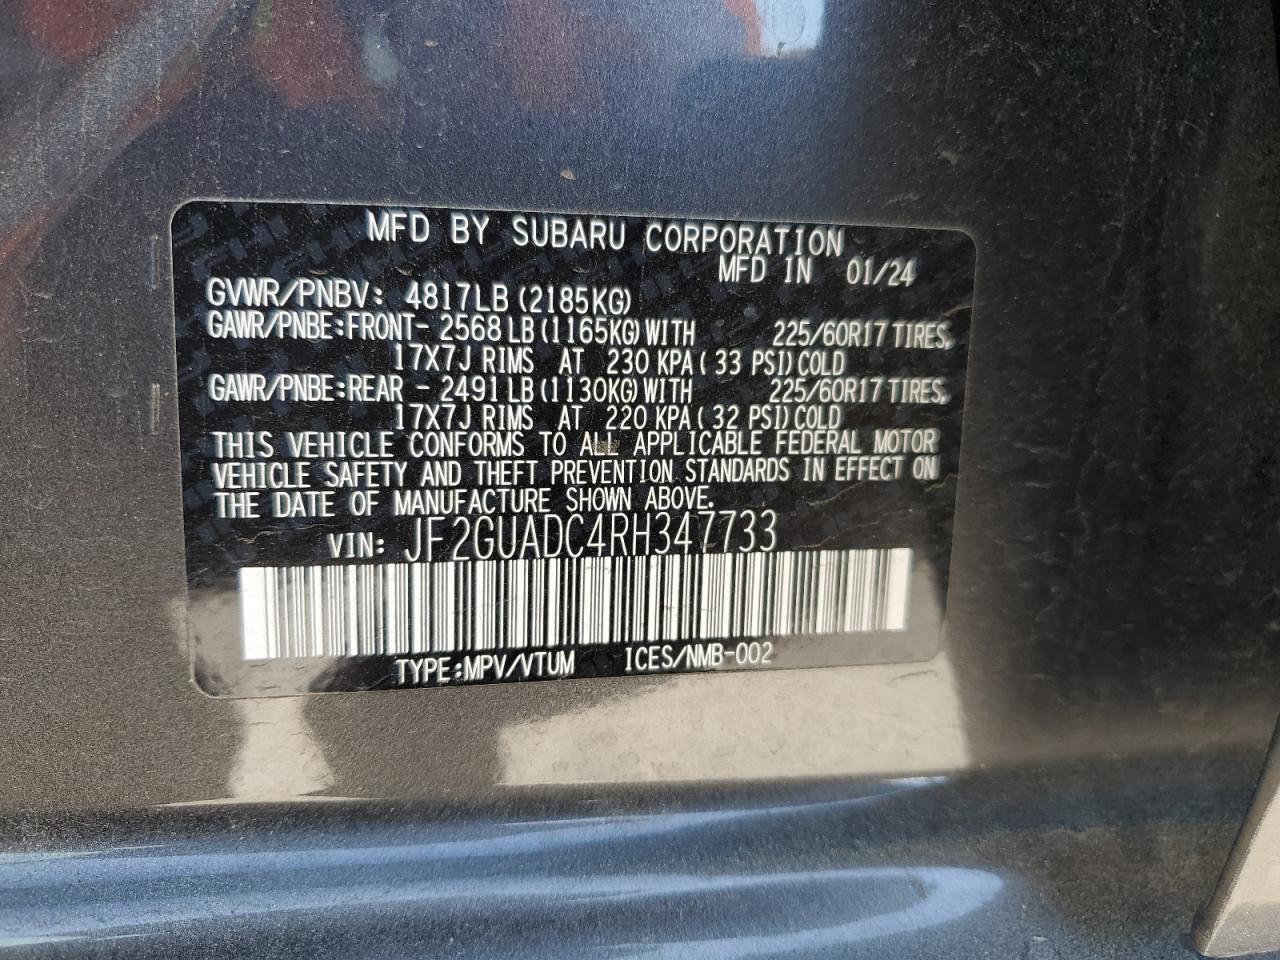 MFD BY SUBARU CORPORATION
MFD IN 01/24
GVWR/PNBV: 4817LB (2185KG)
GAWR/PNBE:FRONT- 2568 LB (1165KG) WITH 225/60R17 TIRES,
17X7J RIMS AT 230 KPA ( 33 PSI) COLD
GAWR/PNBE:REAR - 2491 LB (1130KG) WITH 225/60R17 TIRES,
17X7J RIMS AT 220 KPA ( 32 PSI) COLD
THIS VEHICLE CONFORMS TO ALL APPLICABLE FEDERAL MOTOR
VEHICLE SAFETY AND THEFT PREVENTION STANDARDS IN EFFECT ON
THE DATE OF MANUFACTURE SHOWN ABOVE.
VIN: JF2GUADC4RH347733
TYPE:MPV/VTUM ICES/NMB-002